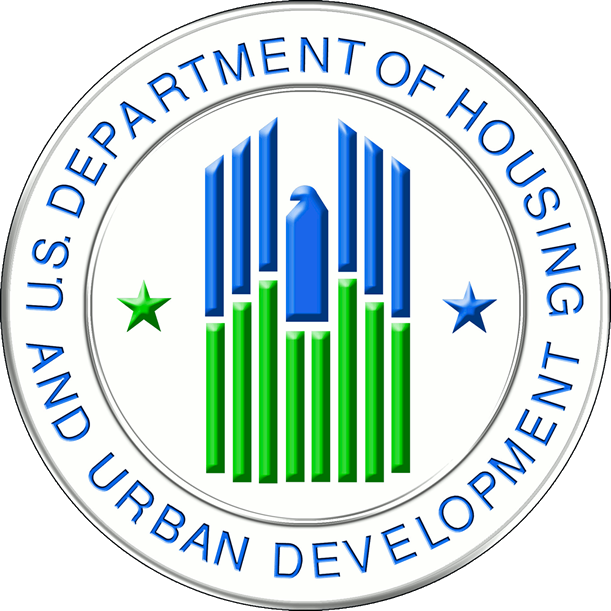 U.S. DEPARTMENT OF HOUSING
AND URBAN DEVELOPMENT